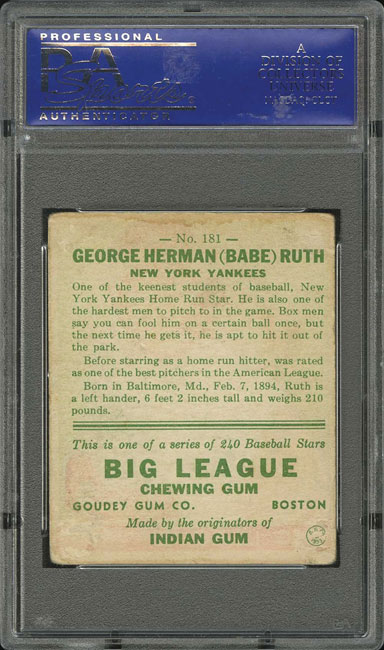 PROFESSIONAL
PSA
AUTHENTICATOR
A
DIVISION OF
COLLECTORS
UNIVERSE
— No. 181 —
GEORGE HERMAN (BABE) RUTH
NEW YORK YANKEES
One of the keenest students of baseball, New
York Yankees Home Run Star. He is also one of
the hardest men to pitch to in the game. Box men
say you can fool him on a certain ball once, but
the next time he gets it, he is apt to hit it out of
the park.
Before starring as a home run hitter, was rated
as one of the best pitchers in the American League.
Born in Baltimore, Md., Feb. 7, 1894, Ruth is
a left hander, 6 feet 2 inches tall and weighs 210
pounds.
This is one of a series of 240 Baseball Stars
BIG LEAGUE
CHEWING GUM
GOUDEY GUM CO. BOSTON
Made by the originators of
INDIAN GUM